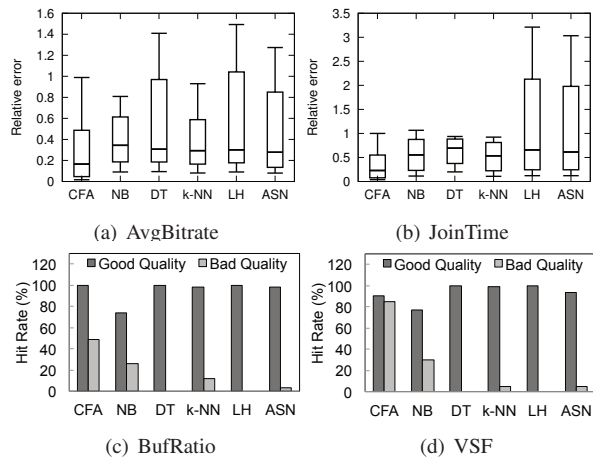 1.6
1.4
1.2
1
0.8
0.6
0.4
0.2
0
Relative error
CFA NB DT k-NN LH ASN
(a) AvgBitrate
3.5
3
2.5
2
1.5
1
0.5
0
Relative error
CFA NB DT k-NN LH ASN
(b) JoinTime
120
100
80
60
40
20
0
Hit Rate (%)
Good Quality Bad Quality
CFA NB DT k-NN LH ASN
(c) BufRatio
120
100
80
60
40
20
0
Hit Rate (%)
Good Quality Bad Quality
CFA NB DT k-NN LH ASN
(d) VSF